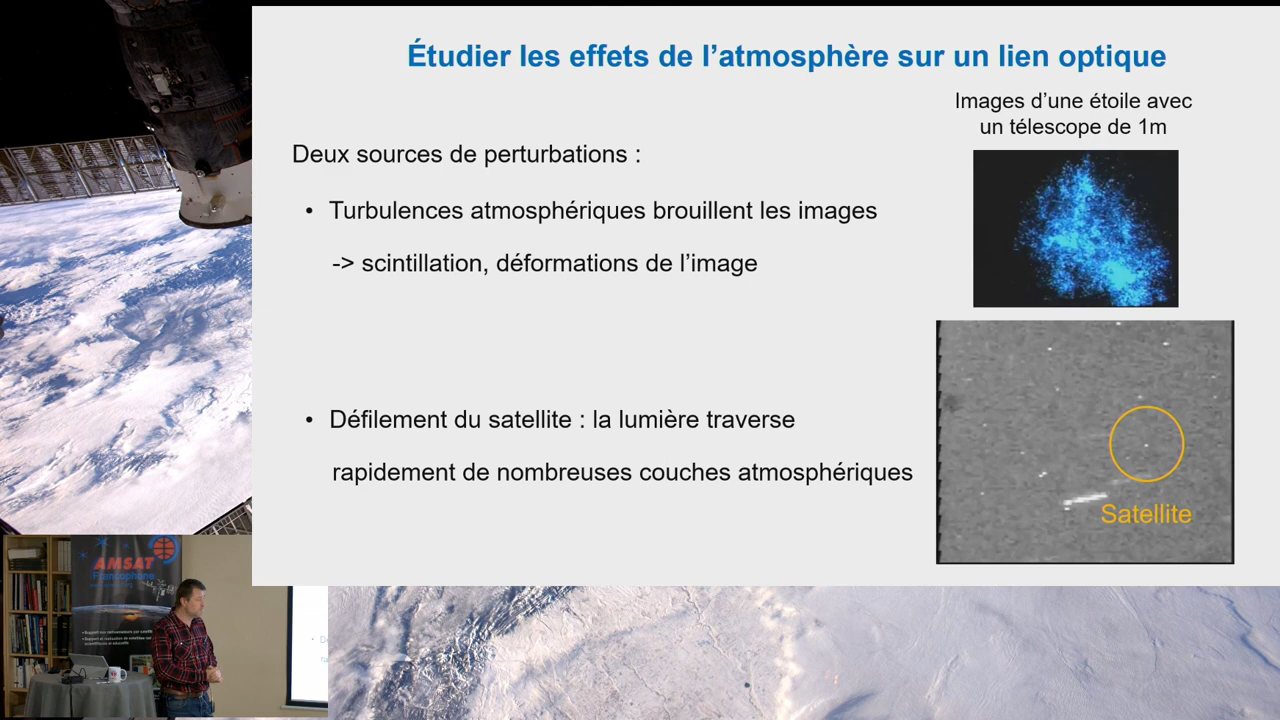 Étudier les effets de l’atmosphère sur un lien optique
Images d’une étoile avec
un télescope de 1m
Deux sources de perturbations :
• Turbulences atmosphériques brouillent les images
-> scintillation, déformations de l’image
• Défilement du satellite : la lumière traverse
rapidement de nombreuses couches atmosphériques
Satellite
AMSAT
Francophone